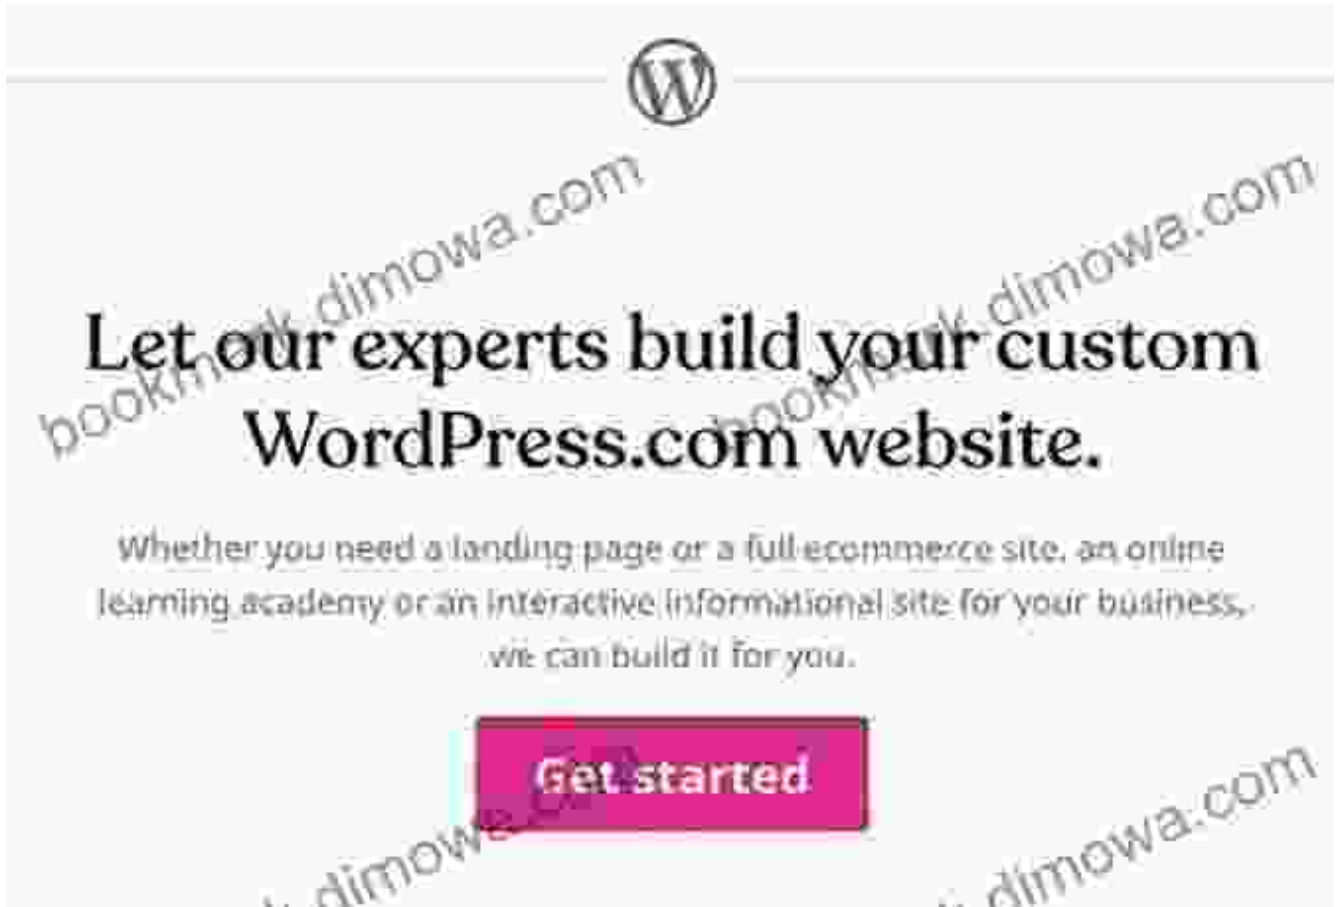 Let our experts build your custom
WordPress.com website.
Whether you need a landing page or a full ecommerce site, an online
learning academy or an interactive informational site for your business,
we can build it for you.
Get started
bookmark.dimowa.com
bookmark.dimowa.com
k.dimowa.com
k.dimowa.com